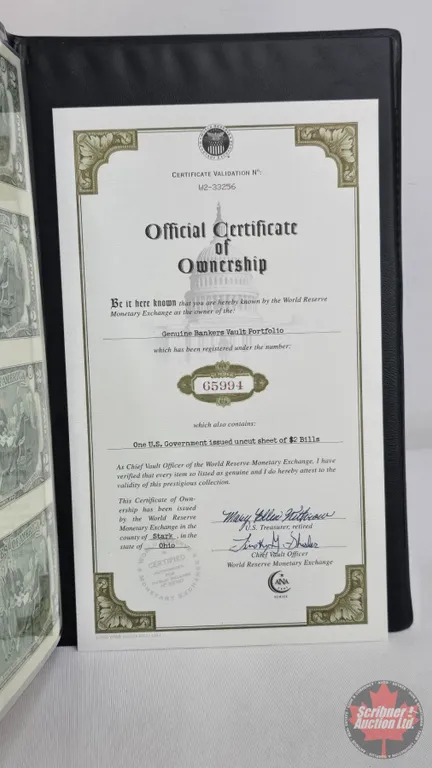 Certificate Validation Nº:
W2-33256
Official Certificate
of
Ownership
Be it here known that you are hereby known by the World Reserve
Monetary Exchange as the owner of the:
Genuine Bankers Vault Portfolio
which has been registered under the number:
65994
which also contains:
One U.S. Government issued uncut sheet of $2 Bills
As Chief Vault Officer of the World Reserve Monetary Exchange, I have
verified that every item so listed as genuine and I do hereby attest to the
validity of this prestigious collection.
This Certificate of Own-
ership has been issued
by the World Reserve
Monetary Exchange in the
county of Stark in the
state of Ohio
CERTIFIED
MONETARY EXCHANGE
U.S. Treasurer, retired
Chief Vault Officer
World Reserve Monetary Exchange
ANA
MEMBER
Scribner
Auction Ltd.